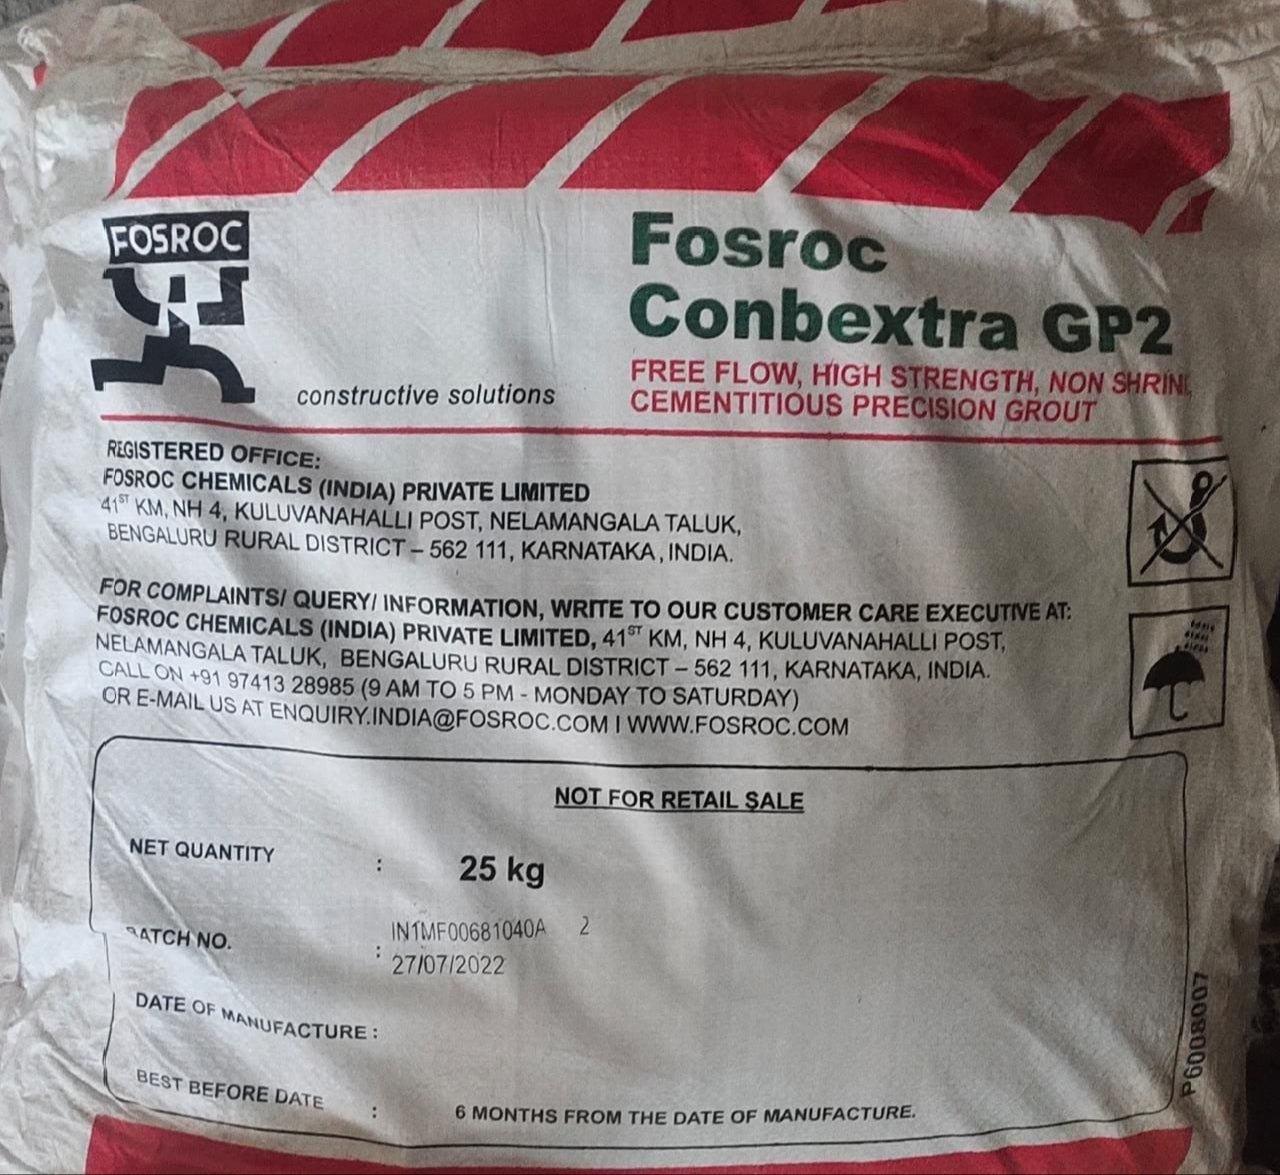 FOSROC
constructive solutions
Fosroc
Conbextra GP2
FREE FLOW, HIGH STRENGTH, NON SHRINK,
CEMENTITIOUS PRECISION GROUT
REGISTERED OFFICE:
FOSROC CHEMICALS (INDIA) PRIVATE LIMITED
41ST KM, NH 4, KULUVANAHALLI POST, NELAMANGALA TALUK,
BENGALURU RURAL DISTRICT – 562 111, KARNATAKA, INDIA.
FOR COMPLAINTS/ QUERY/ INFORMATION, WRITE TO OUR CUSTOMER CARE EXECUTIVE AT:
FOSROC CHEMICALS (INDIA) PRIVATE LIMITED, 41ST KM, NH 4, KULUVANAHALLI POST,
NELAMANGALA TALUK, BENGALURU RURAL DISTRICT – 562 111, KARNATAKA, INDIA.
CALL ON +91 97413 28985 (9 AM TO 5 PM - MONDAY TO SATURDAY)
OR E-MAIL US AT ENQUIRY.INDIA@FOSROC.COM I WWW.FOSROC.COM
NOT FOR RETAIL SALE
NET QUANTITY : 25 kg
BATCH NO. : IN1MF00681040A 2
27/07/2022
DATE OF MANUFACTURE :
BEST BEFORE DATE : 6 MONTHS FROM THE DATE OF MANUFACTURE.
P6008007